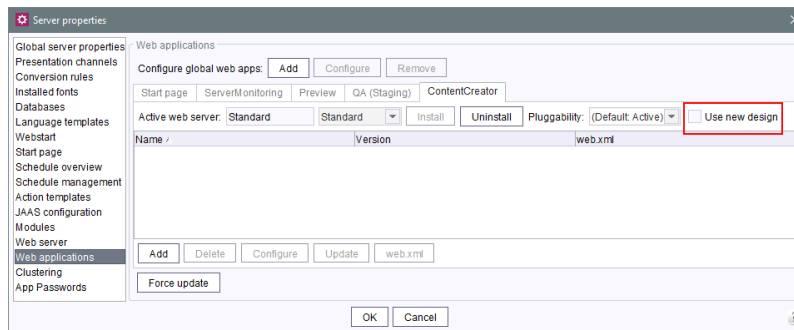 Server properties
Global server properties
Presentation channels
Conversion rules
Installed fonts
Databases
Language templates
Webstart
Start page
Schedule overview
Schedule management
Action templates
JAAS configuration
Modules
Web server
Web applications
Clustering
App Passwords
Web applications
Configure global web apps: Add Configure Remove
Start page ServerMonitoring Preview QA (Staging) ContentCreator
Active web server: Standard Standard Install Uninstall Pluggability: (Default: Active) Use new design
Name Version web.xml
Add Delete Configure Update web.xml
Force update
OK Cancel